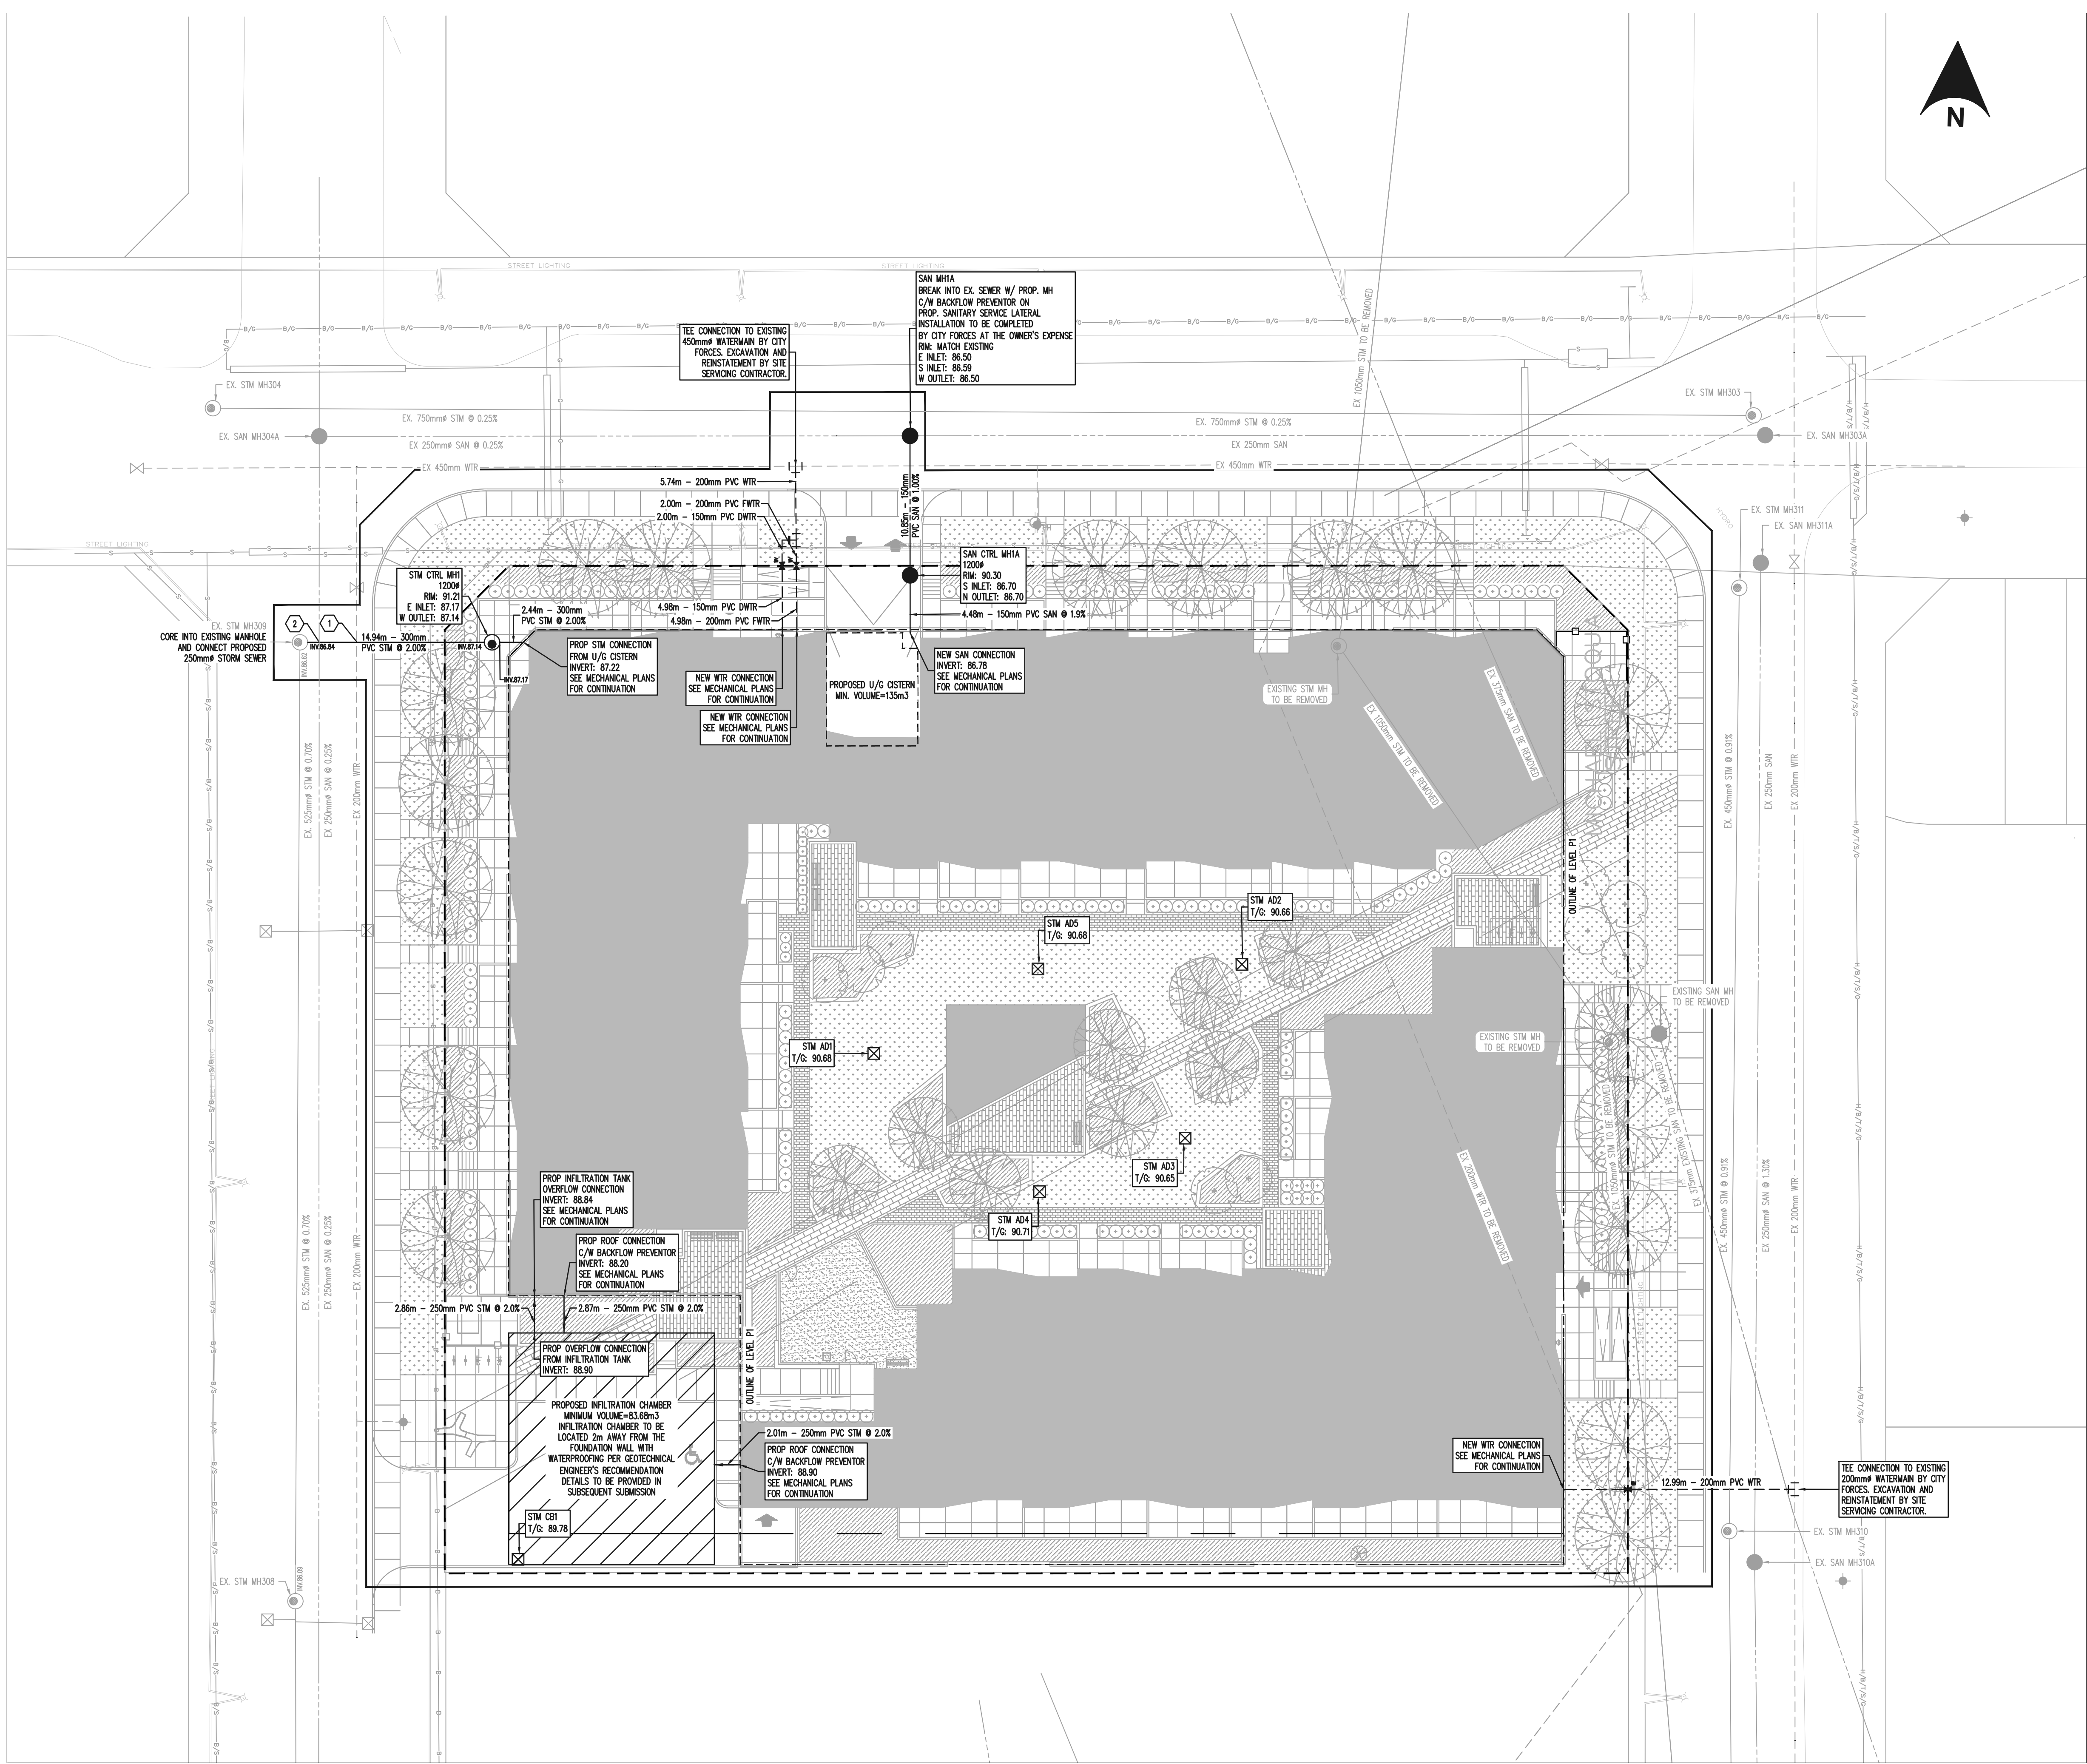 N
STREET LIGHTING
STREET LIGHTING
SAN MH1A
BREAK INTO EX. SEWER W/ PROP. MH
C/W BACKFLOW PREVENTOR ON
PROP. SANITARY SERVICE LATERAL
INSTALLATION TO BE COMPLETED
BY CITY FORCES AT THE OWNER'S EXPENSE
RIM: MATCH EXISTING
E INLET: 86.50
S INLET: 86.59
W OUTLET: 86.50
TEE CONNECTION TO EXISTING
450mmø WATERMAIN BY CITY
FORCES. EXCAVATION AND
REINSTATEMENT BY SITE
SERVICING CONTRACTOR.
EX 1050mm STM TO BE REMOVED
EX. STM MH304
EX. 750mmø STM @ 0.25%
EX. 750mmø STM @ 0.25%
EX. STM MH303
EX. SAN MH304A
EX 250mmø SAN @ 0.25%
EX 250mm SAN
EX. SAN MH303A
EX 450mm WTR
EX 450mm WTR
5.74m - 200mm PVC WTR
2.00m - 200mm PVC FWTR
2.00m - 150mm PVC DWTR
10.85m - 150mm
PVC SAN @ 1.00%
HYDRO
EX. STM MH311
EX. SAN MH311A
STREET LIGHTING
STM CTRL MH1
1200ø
RIM: 91.21
E INLET: 87.17
W OUTLET: 87.14
SAN CTRL MH1A
1200ø
RIM: 90.30
S INLET: 86.70
N OUTLET: 86.70
2.44m - 300mm
PVC STM @ 2.00%
4.98m - 150mm PVC DWTR
4.98m - 200mm PVC FWTR
4.48m - 150mm PVC SAN @ 1.9%
EX. STM MH309
CORE INTO EXISTING MANHOLE
AND CONNECT PROPOSED
250mmø STORM SEWER
2
1
14.94m - 300mm
PVC STM @ 2.00%
INV.86.84
INV.87.14
INV.87.17
INV.86.62
PROP STM CONNECTION
FROM U/G CISTERN
INVERT: 87.22
SEE MECHANICAL PLANS
FOR CONTINUATION
NEW WTR CONNECTION
SEE MECHANICAL PLANS
FOR CONTINUATION
NEW WTR CONNECTION
SEE MECHANICAL PLANS
FOR CONTINUATION
PROPOSED U/G CISTERN
MIN. VOLUME=135m3
NEW SAN CONNECTION
INVERT: 86.78
SEE MECHANICAL PLANS
FOR CONTINUATION
EXISTING STM MH
TO BE REMOVED
EX 1050mm STM TO BE REMOVED
EX 375mm SAN TO BE REMOVED
EX. 525mmø STM @ 0.70%
EX 250mmø SAN @ 0.25%
EX 200mm WTR
EX. 450mmø STM @ 0.91%
EX 250mm SAN
EX 200mm WTR
OUTLINE OF LEVEL P1
STM AD5
T/G: 90.68
STM AD2
T/G: 90.66
STM AD1
T/G: 90.68
STM AD3
T/G: 90.65
STM AD4
T/G: 90.71
EXISTING SAN MH
TO BE REMOVED
EXISTING STM MH
TO BE REMOVED
EX 1050mmø STM TO BE REMOVED
EX 375mm EXISTING SAN TO BE REMOVED
EX 200mm WTR TO BE REMOVED
PROP INFILTRATION TANK
OVERFLOW CONNECTION
INVERT: 88.84
SEE MECHANICAL PLANS
FOR CONTINUATION
PROP ROOF CONNECTION
C/W BACKFLOW PREVENTOR
INVERT: 88.20
SEE MECHANICAL PLANS
FOR CONTINUATION
2.86m - 250mm PVC STM @ 2.0%
2.87m - 250mm PVC STM @ 2.0%
EX. 525mmø STM @ 0.70%
EX 250mmø SAN @ 0.25%
EX 200mm WTR
EX. 450mmø STM @ 0.91%
EX 250mmø SAN @ 1.30%
EX 200mm WTR
PROP OVERFLOW CONNECTION
FROM INFILTRATION TANK
INVERT: 88.90
OUTLINE OF LEVEL P1
PROPOSED INFILTRATION CHAMBER
MINIMUM VOLUME=83.68m3
INFILTRATION CHAMBER TO BE
LOCATED 2m AWAY FROM THE
FOUNDATION WALL WITH
WATERPROOFING PER GEOTECHNICAL
ENGINEER'S RECOMMENDATION
DETAILS TO BE PROVIDED IN
SUBSEQUENT SUBMISSION
2.01m - 250mm PVC STM @ 2.0%
PROP ROOF CONNECTION
C/W BACKFLOW PREVENTOR
INVERT: 88.90
SEE MECHANICAL PLANS
FOR CONTINUATION
NEW WTR CONNECTION
SEE MECHANICAL PLANS
FOR CONTINUATION
12.99m - 200mm PVC WTR
TEE CONNECTION TO EXISTING
200mmø WATERMAIN BY CITY
FORCES. EXCAVATION AND
REINSTATEMENT BY SITE
SERVICING CONTRACTOR.
STM CB1
T/G: 89.78
EX. STM MH310
EX. SAN MH310A
EX. STM MH308
INV.86.09